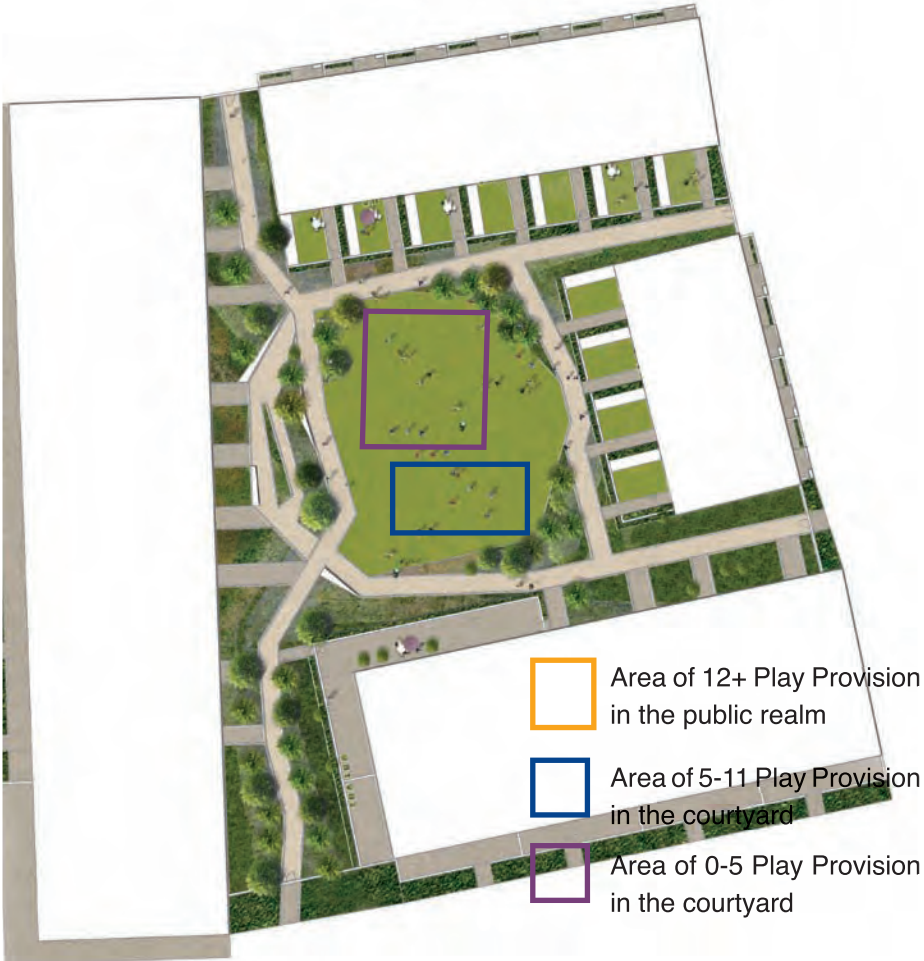 Area of 12+ Play Provision
in the public realm
Area of 5-11 Play Provision
in the courtyard
Area of 0-5 Play Provision
in the courtyard